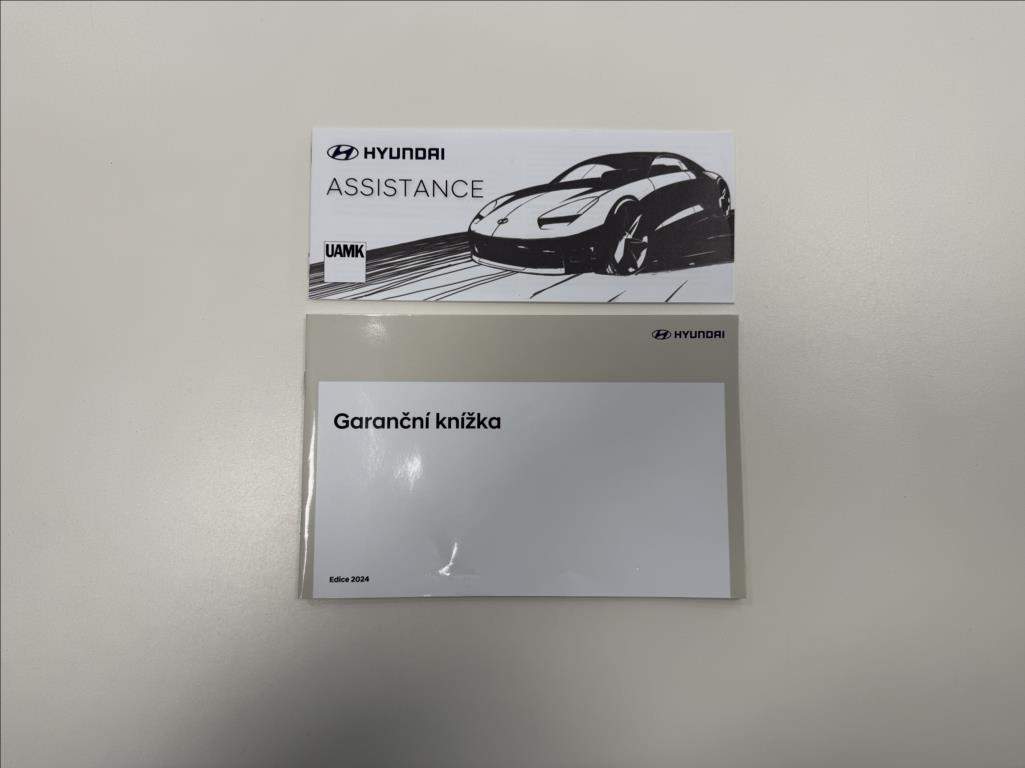 HYUNDAI
ASSISTANCE
UAMK
HYUNDAI
Garanční knížka
Edice 2024